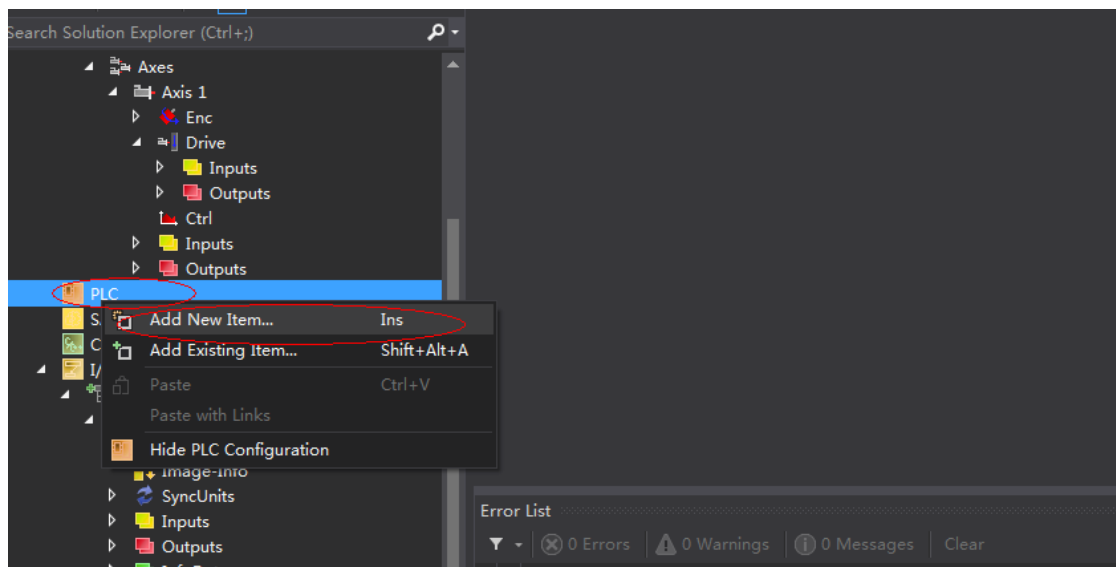 Search Solution Explorer (Ctrl+;)
Axes
Axis 1
Enc
Drive
Inputs
Outputs
Ctrl
Inputs
Outputs
PLC
Add New Item... Ins
Add Existing Item... Shift+Alt+A
Paste Ctrl+V
Paste with Links
Hide PLC Configuration
Image-Info
SyncUnits
Inputs
Outputs
Error List
0 Errors 0 Warnings 0 Messages Clear